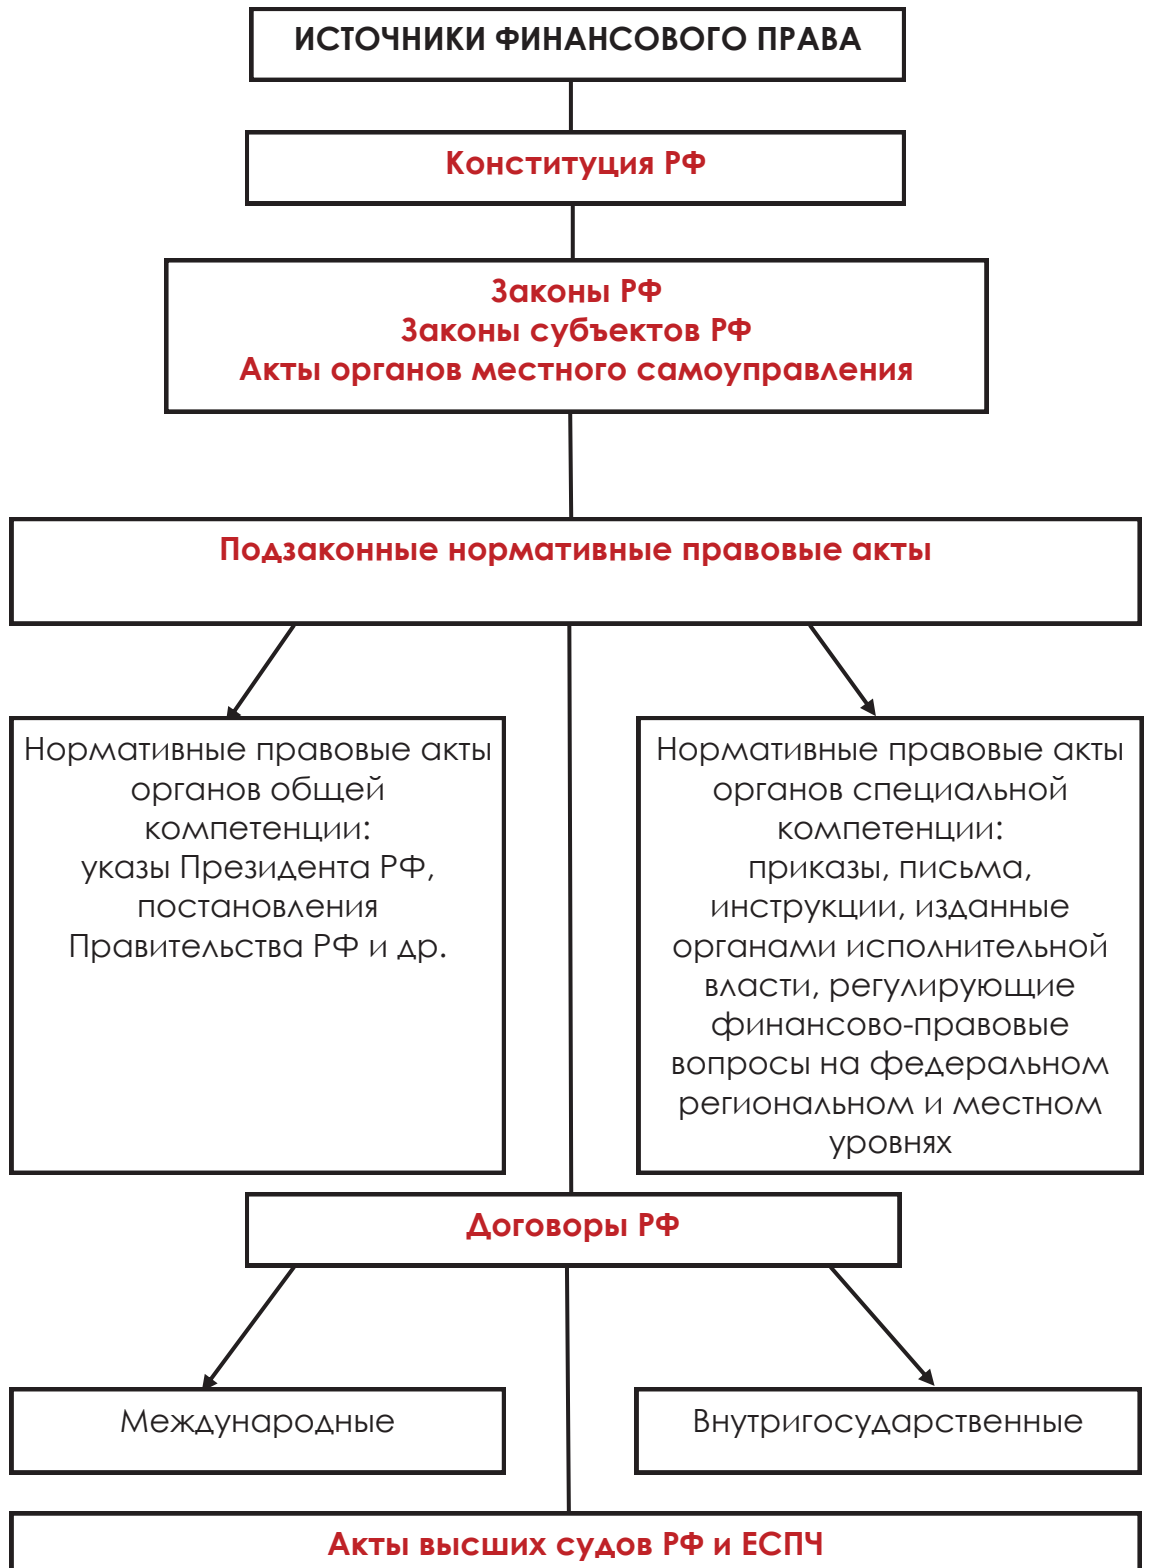 ИСТОЧНИКИ ФИНАНСОВОГО ПРАВА
Конституция РФ
Законы РФ
Законы субъектов РФ
Акты органов местного самоуправления
Подзаконные нормативные правовые акты
Нормативные правовые акты
органов общей
компетенции:
указы Президента РФ,
постановления
Правительства РФ и др.
Нормативные правовые акты
органов специальной
компетенции:
приказы, письма,
инструкции, изданные
органами исполнительной
власти, регулирующие
финансово-правовые
вопросы на федеральном
региональном и местном
уровнях
Договоры РФ
Международные
Внутригосударственные
Акты высших судов РФ и ЕСПЧ